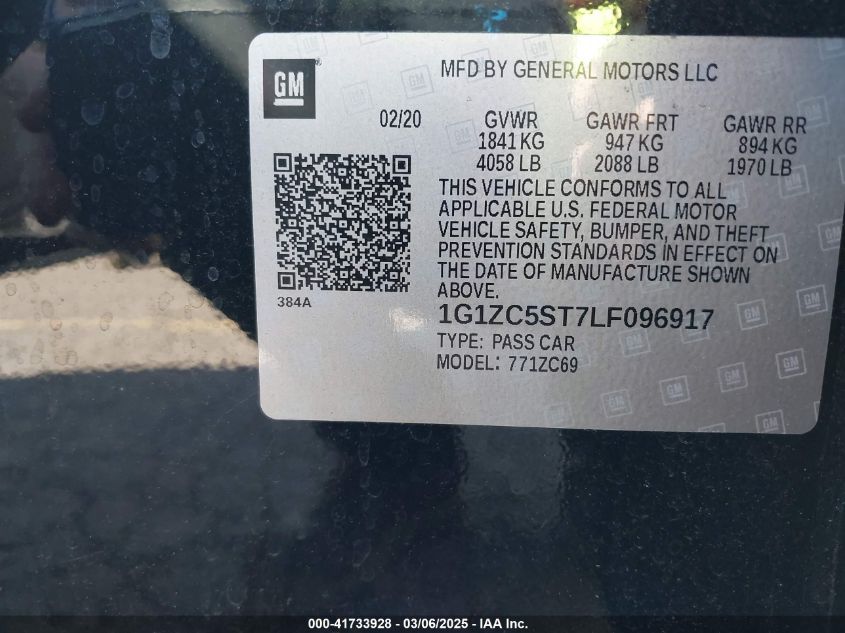 GM
MFD BY GENERAL MOTORS LLC
02/20
GVWR GAWR FRT GAWR RR
1841 KG 947 KG 894 KG
4058 LB 2088 LB 1970 LB
THIS VEHICLE CONFORMS TO ALL
APPLICABLE U.S. FEDERAL MOTOR
VEHICLE SAFETY, BUMPER, AND THEFT
PREVENTION STANDARDS IN EFFECT ON
THE DATE OF MANUFACTURE SHOWN
ABOVE.
384A
1G1ZC5ST7LF096917
TYPE: PASS CAR
MODEL: 771ZC69
000-41733928 - 03/06/2025 - IAA Inc.